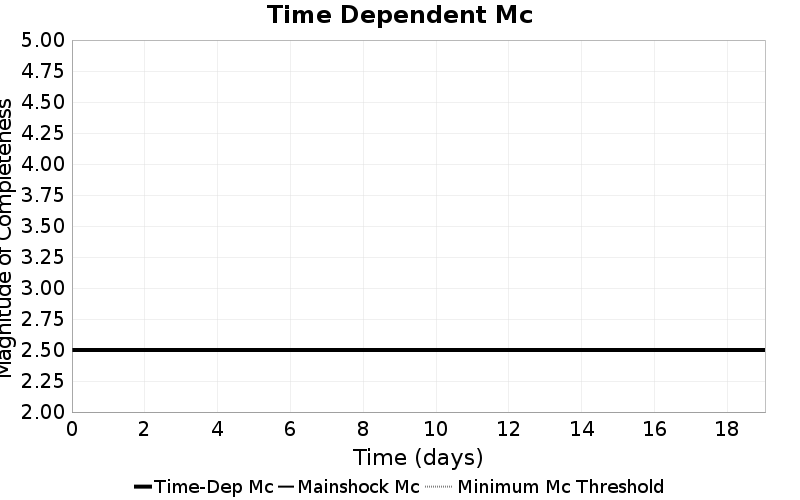 Time Dependent Mc
5.00
4.75
4.50
4.25
4.00
3.75
3.50
3.25
3.00
2.75
2.50
2.25
2.00
Magnitude of Completeness
0 2 4 6 8 10 12 14 16 18
Time (days)
Time-Dep Mc Mainshock Mc Minimum Mc Threshold